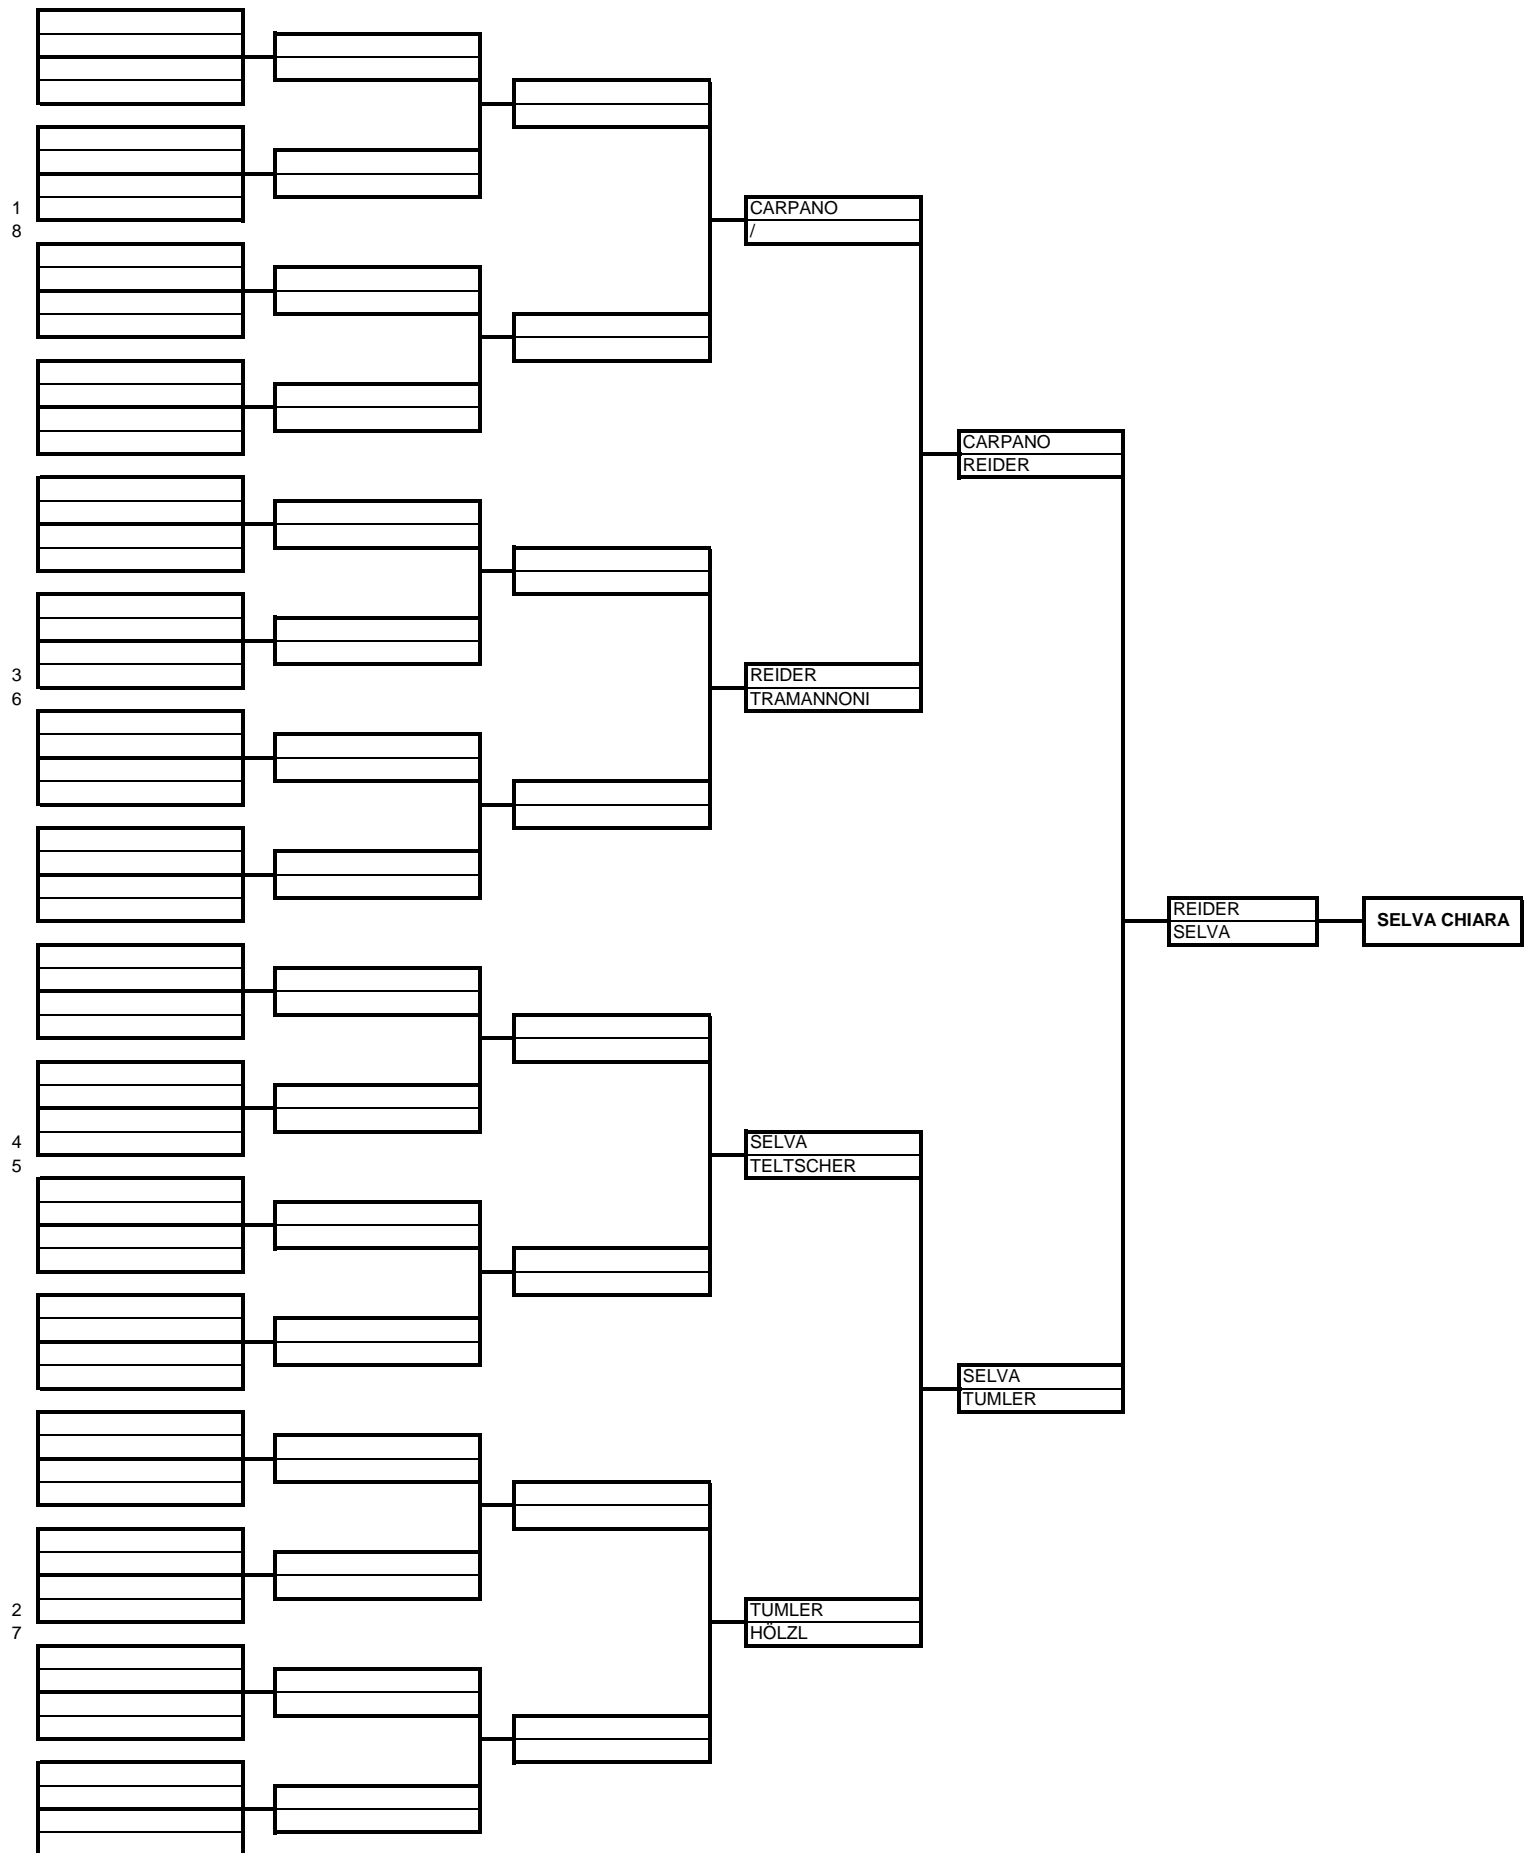 1
8
CARPANO
/
CARPANO
REIDER
3
6
REIDER
TRAMANNONI
REIDER
SELVA
SELVA CHIARA
4
5
SELVA
TELTSCHER
SELVA
TUMLER
2
7
TUMLER
HÖLZL